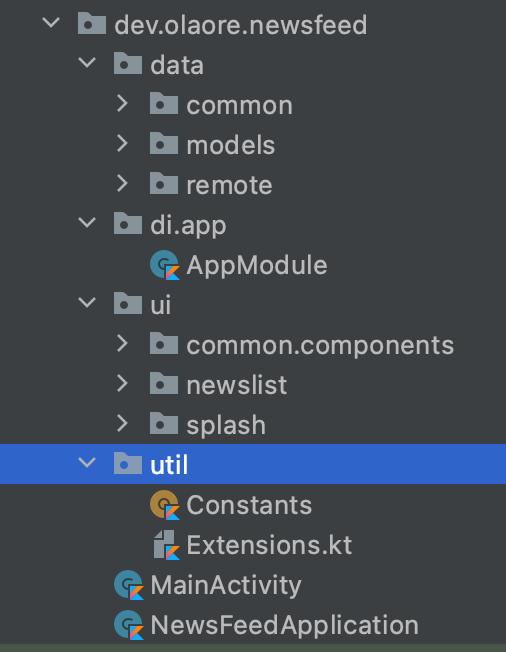 dev.olaore.newsfeed
data
common
models
remote
di.app
AppModule
ui
common.components
newslist
splash
util
Constants
Extensions.kt
MainActivity
NewsFeedApplication